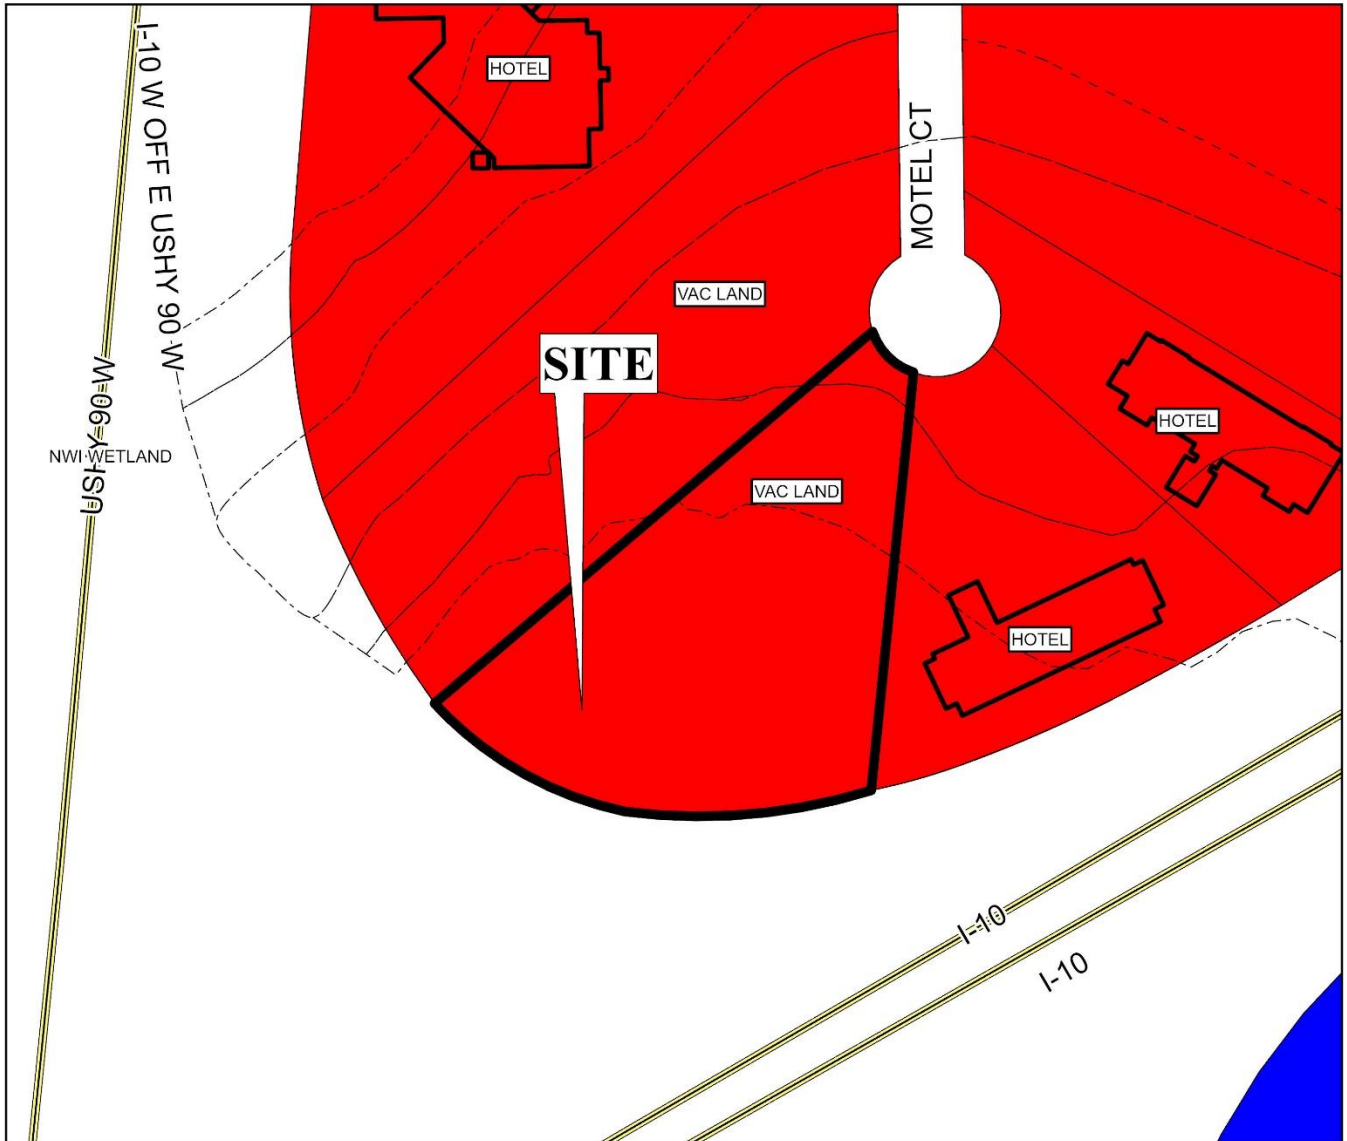 HOTEL
I-10 W OFF E USHY 90 W
MOTEL CT
VAC LAND
SITE
USHY 90 W
HOTEL
NWI WETLAND
VAC LAND
HOTEL
I-10
I-10